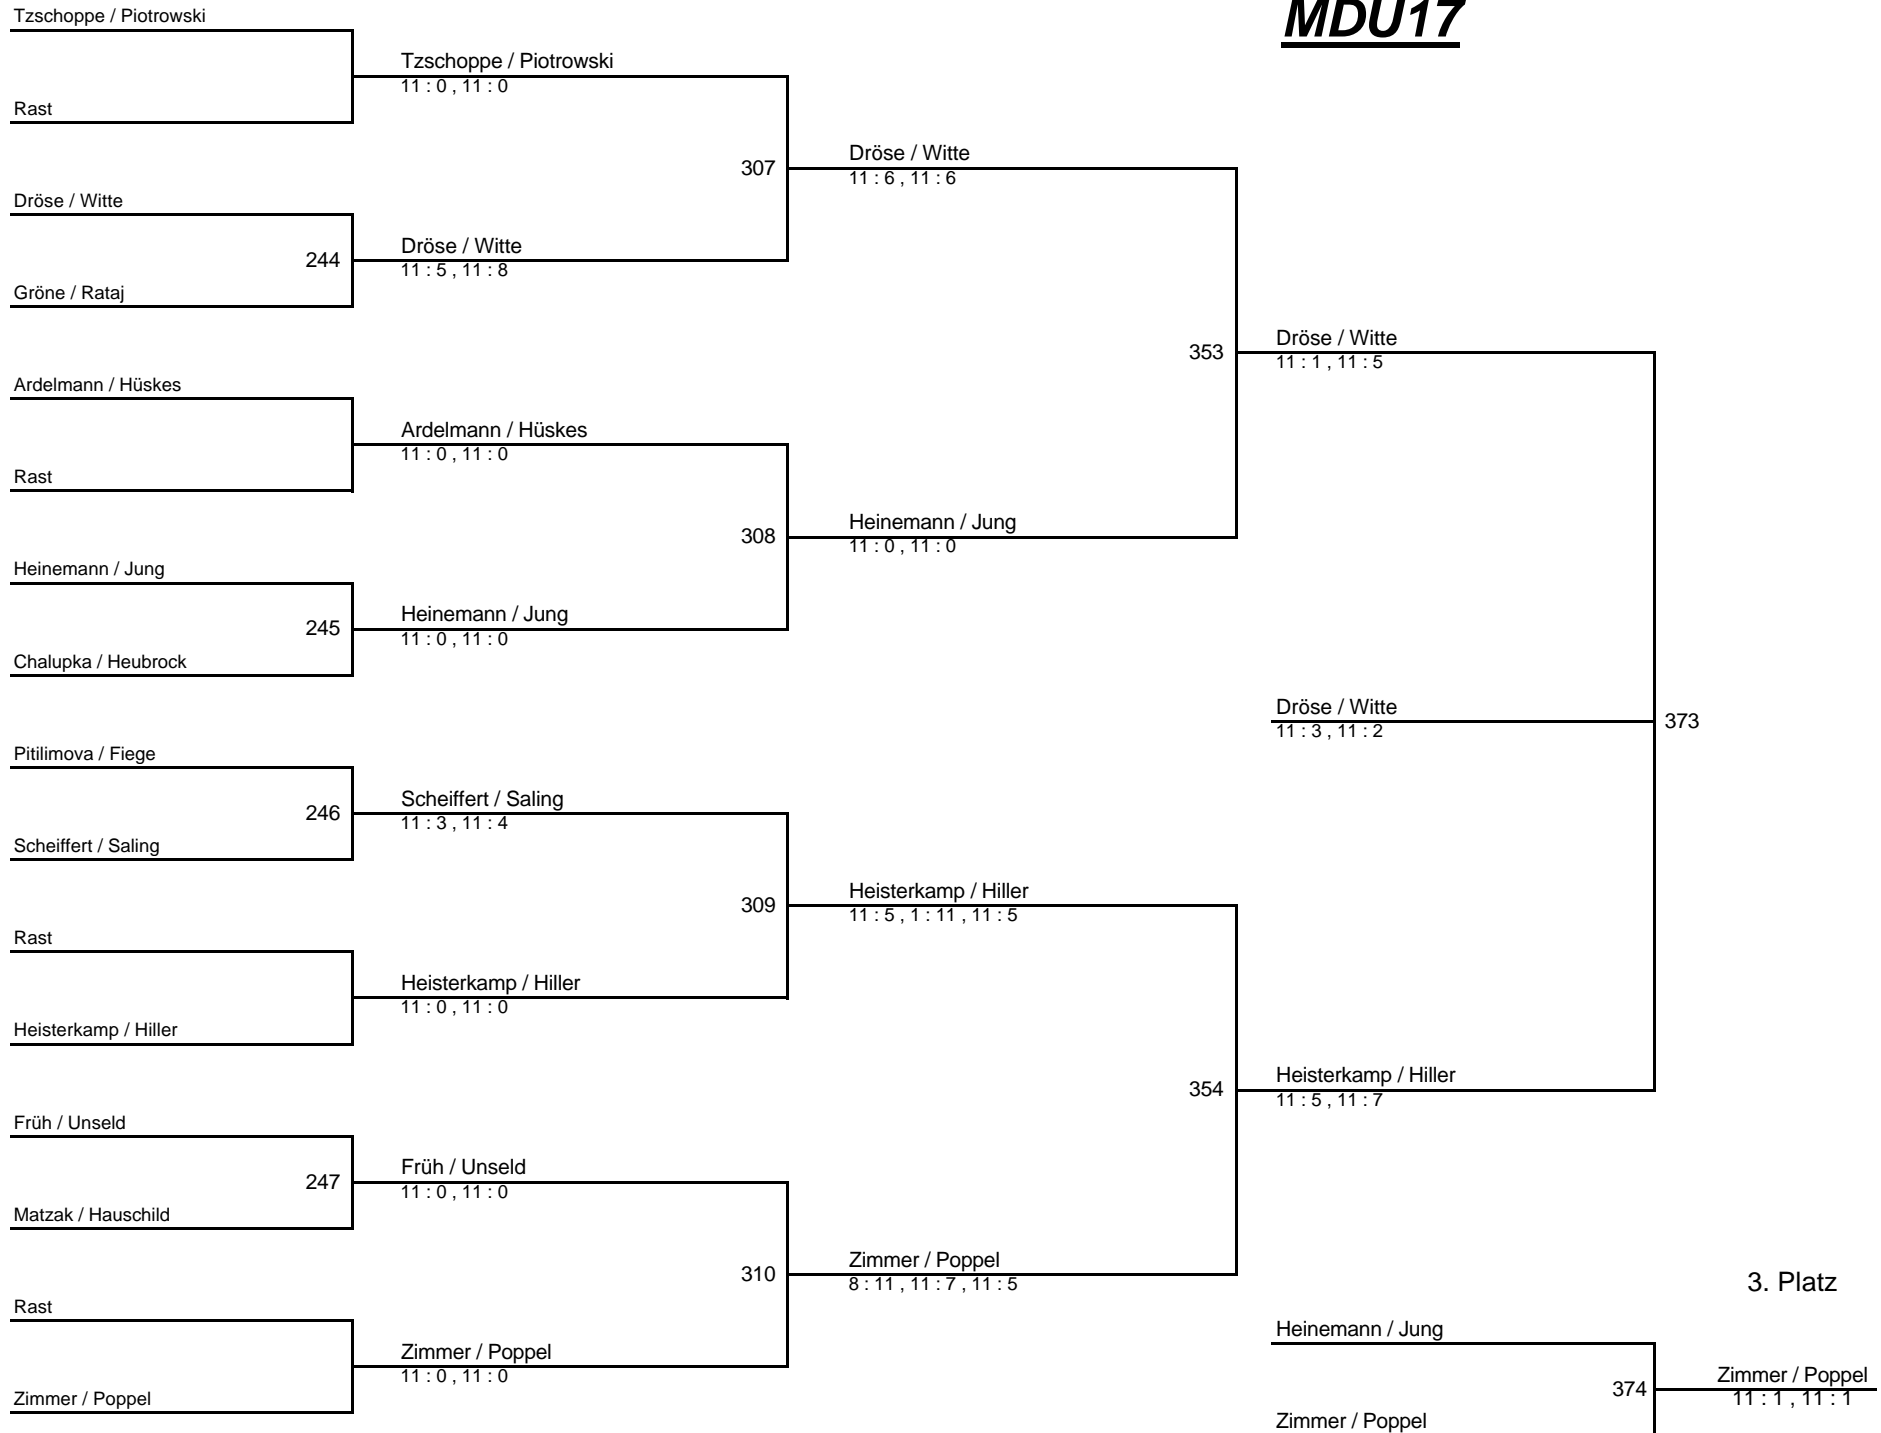 MDU17
Tzschoppe / Piotrowski
Tzschoppe / Piotrowski
11 : 0 , 11 : 0
Rast
307
Dröse / Witte
11 : 6 , 11 : 6
Dröse / Witte
244
Dröse / Witte
11 : 5 , 11 : 8
Gröne / Rataj
353
Dröse / Witte
11 : 1 , 11 : 5
Ardelmann / Hüskes
Ardelmann / Hüskes
11 : 0 , 11 : 0
Rast
308
Heinemann / Jung
11 : 0 , 11 : 0
Heinemann / Jung
245
Heinemann / Jung
11 : 0 , 11 : 0
Chalupka / Heubrock
Dröse / Witte
11 : 3 , 11 : 2
373
Pitilimova / Fiege
246
Scheiffert / Saling
11 : 3 , 11 : 4
Scheiffert / Saling
309
Heisterkamp / Hiller
11 : 5 , 1 : 11 , 11 : 5
Rast
Heisterkamp / Hiller
11 : 0 , 11 : 0
Heisterkamp / Hiller
354
Heisterkamp / Hiller
11 : 5 , 11 : 7
Früh / Unseld
247
Früh / Unseld
11 : 0 , 11 : 0
Matzak / Hauschild
310
Zimmer / Poppel
8 : 11 , 11 : 7 , 11 : 5
Rast
Zimmer / Poppel
11 : 0 , 11 : 0
Zimmer / Poppel
3. Platz
Heinemann / Jung
374
Zimmer / Poppel
11 : 1 , 11 : 1
Zimmer / Poppel